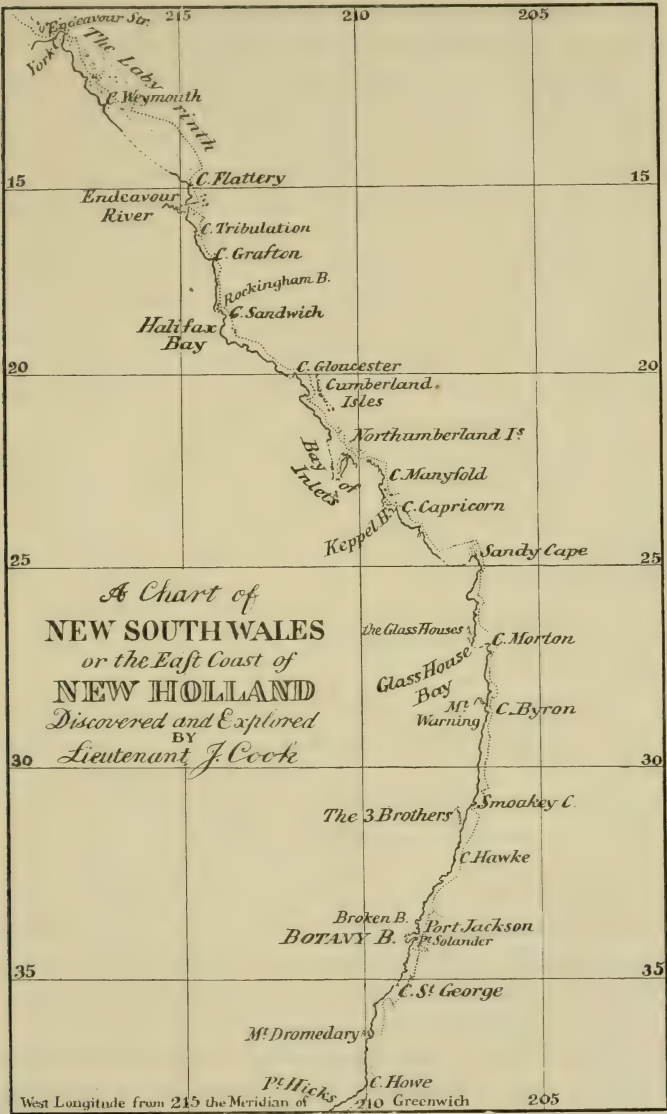 215 210 205
Endeavour Str.
York C.
The Labyrinth
C. Weymouth
15 C. Flattery 15
Endeavour
River
C. Tribulation
C. Grafton
Rockingham B.
C. Sandwich
Halifax
Bay
20 C. Gloucester 20
Cumberland
Isles
Northumberland Is
Bay of
Inlets
C. Manyfold
C. Capricorn
Keppel B.
Sandy Cape
25 25
A Chart of
NEW SOUTH WALES
or the Eaſt Coast of
NEW HOLLAND
Discovered and Explored
BY
Lieutenant J. Cook
the Glass Houses
C. Morton
Glass House
Bay
Mt
Warning
C. Byron
30 30
Smoakey C.
The 3 Brothers
C. Hawke
Broken B.
Port Jackson
BOTANY B.
Pt Solander
35 35
C. St George
Mt Dromedary
Pt Hicks
C. Howe
West Longitude from 215 the Meridian of 210 Greenwich 205